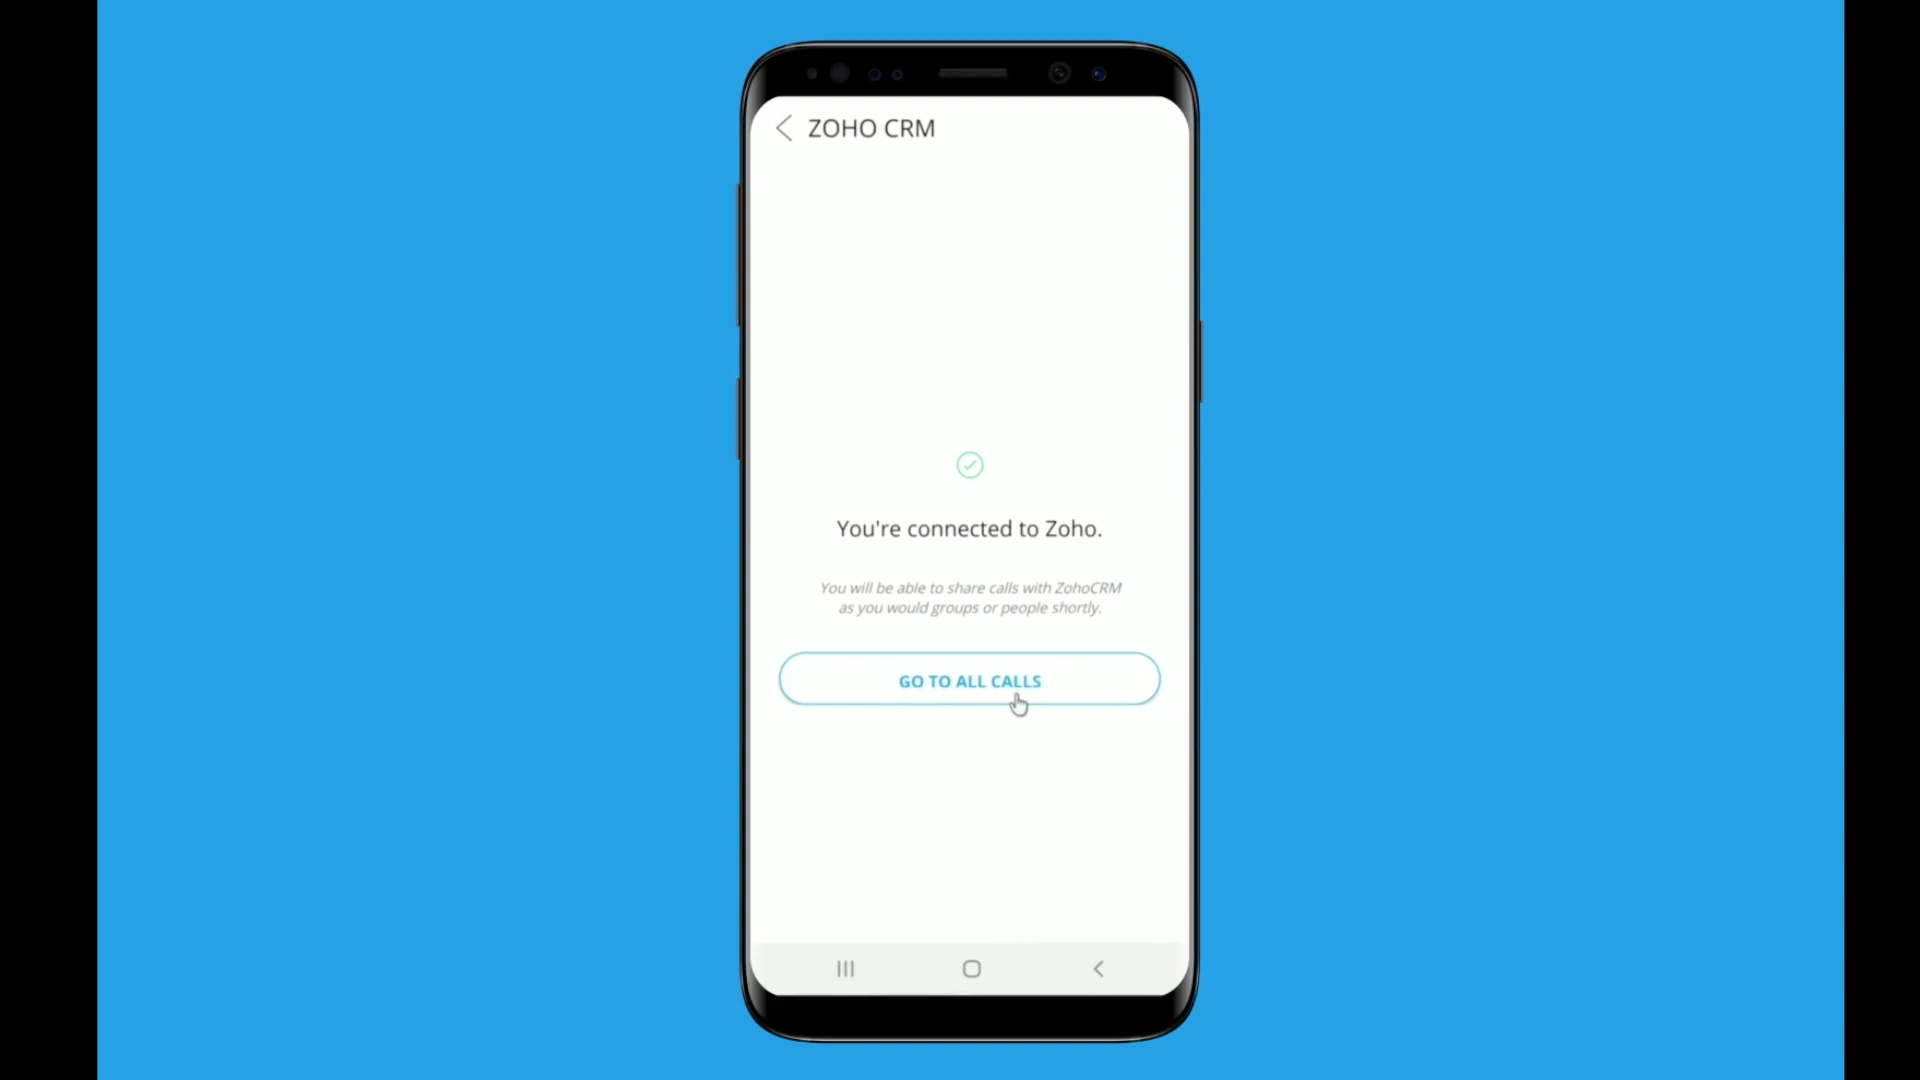 ZOHO CRM
You're connected to Zoho.
You will be able to share calls with ZohoCRM
as you would groups or people shortly.
GO TO ALL CALLS